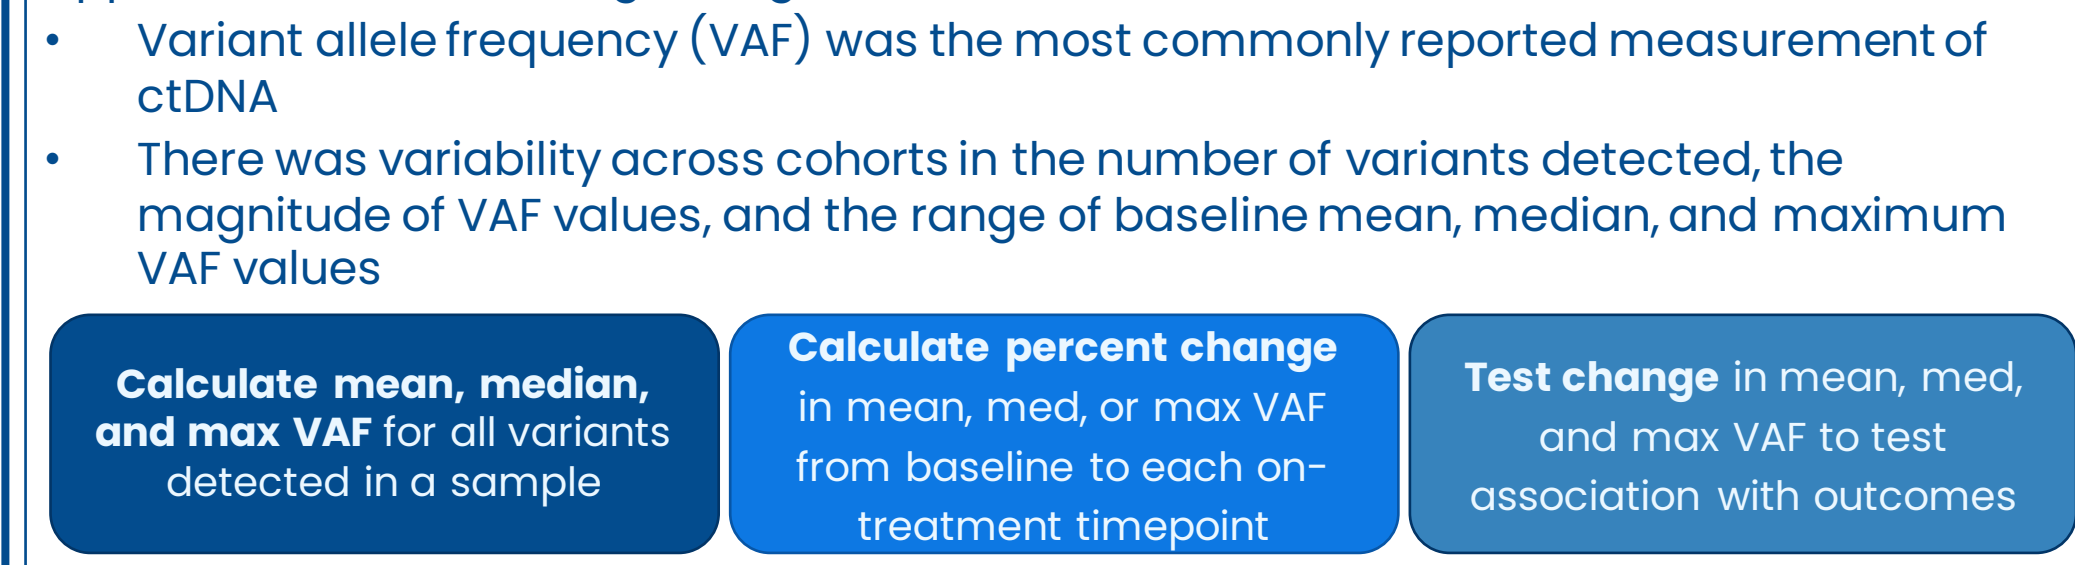 • Variant allele frequency (VAF) was the most commonly reported measurement of
ctDNA
• There was variability across cohorts in the number of variants detected, the
magnitude of VAF values, and the range of baseline mean, median, and maximum
VAF values
Calculate mean, median,
and max VAF for all variants
detected in a sample
Calculate percent change
in mean, med, or max VAF
from baseline to each on-
treatment timepoint
Test change in mean, med,
and max VAF to test
association with outcomes